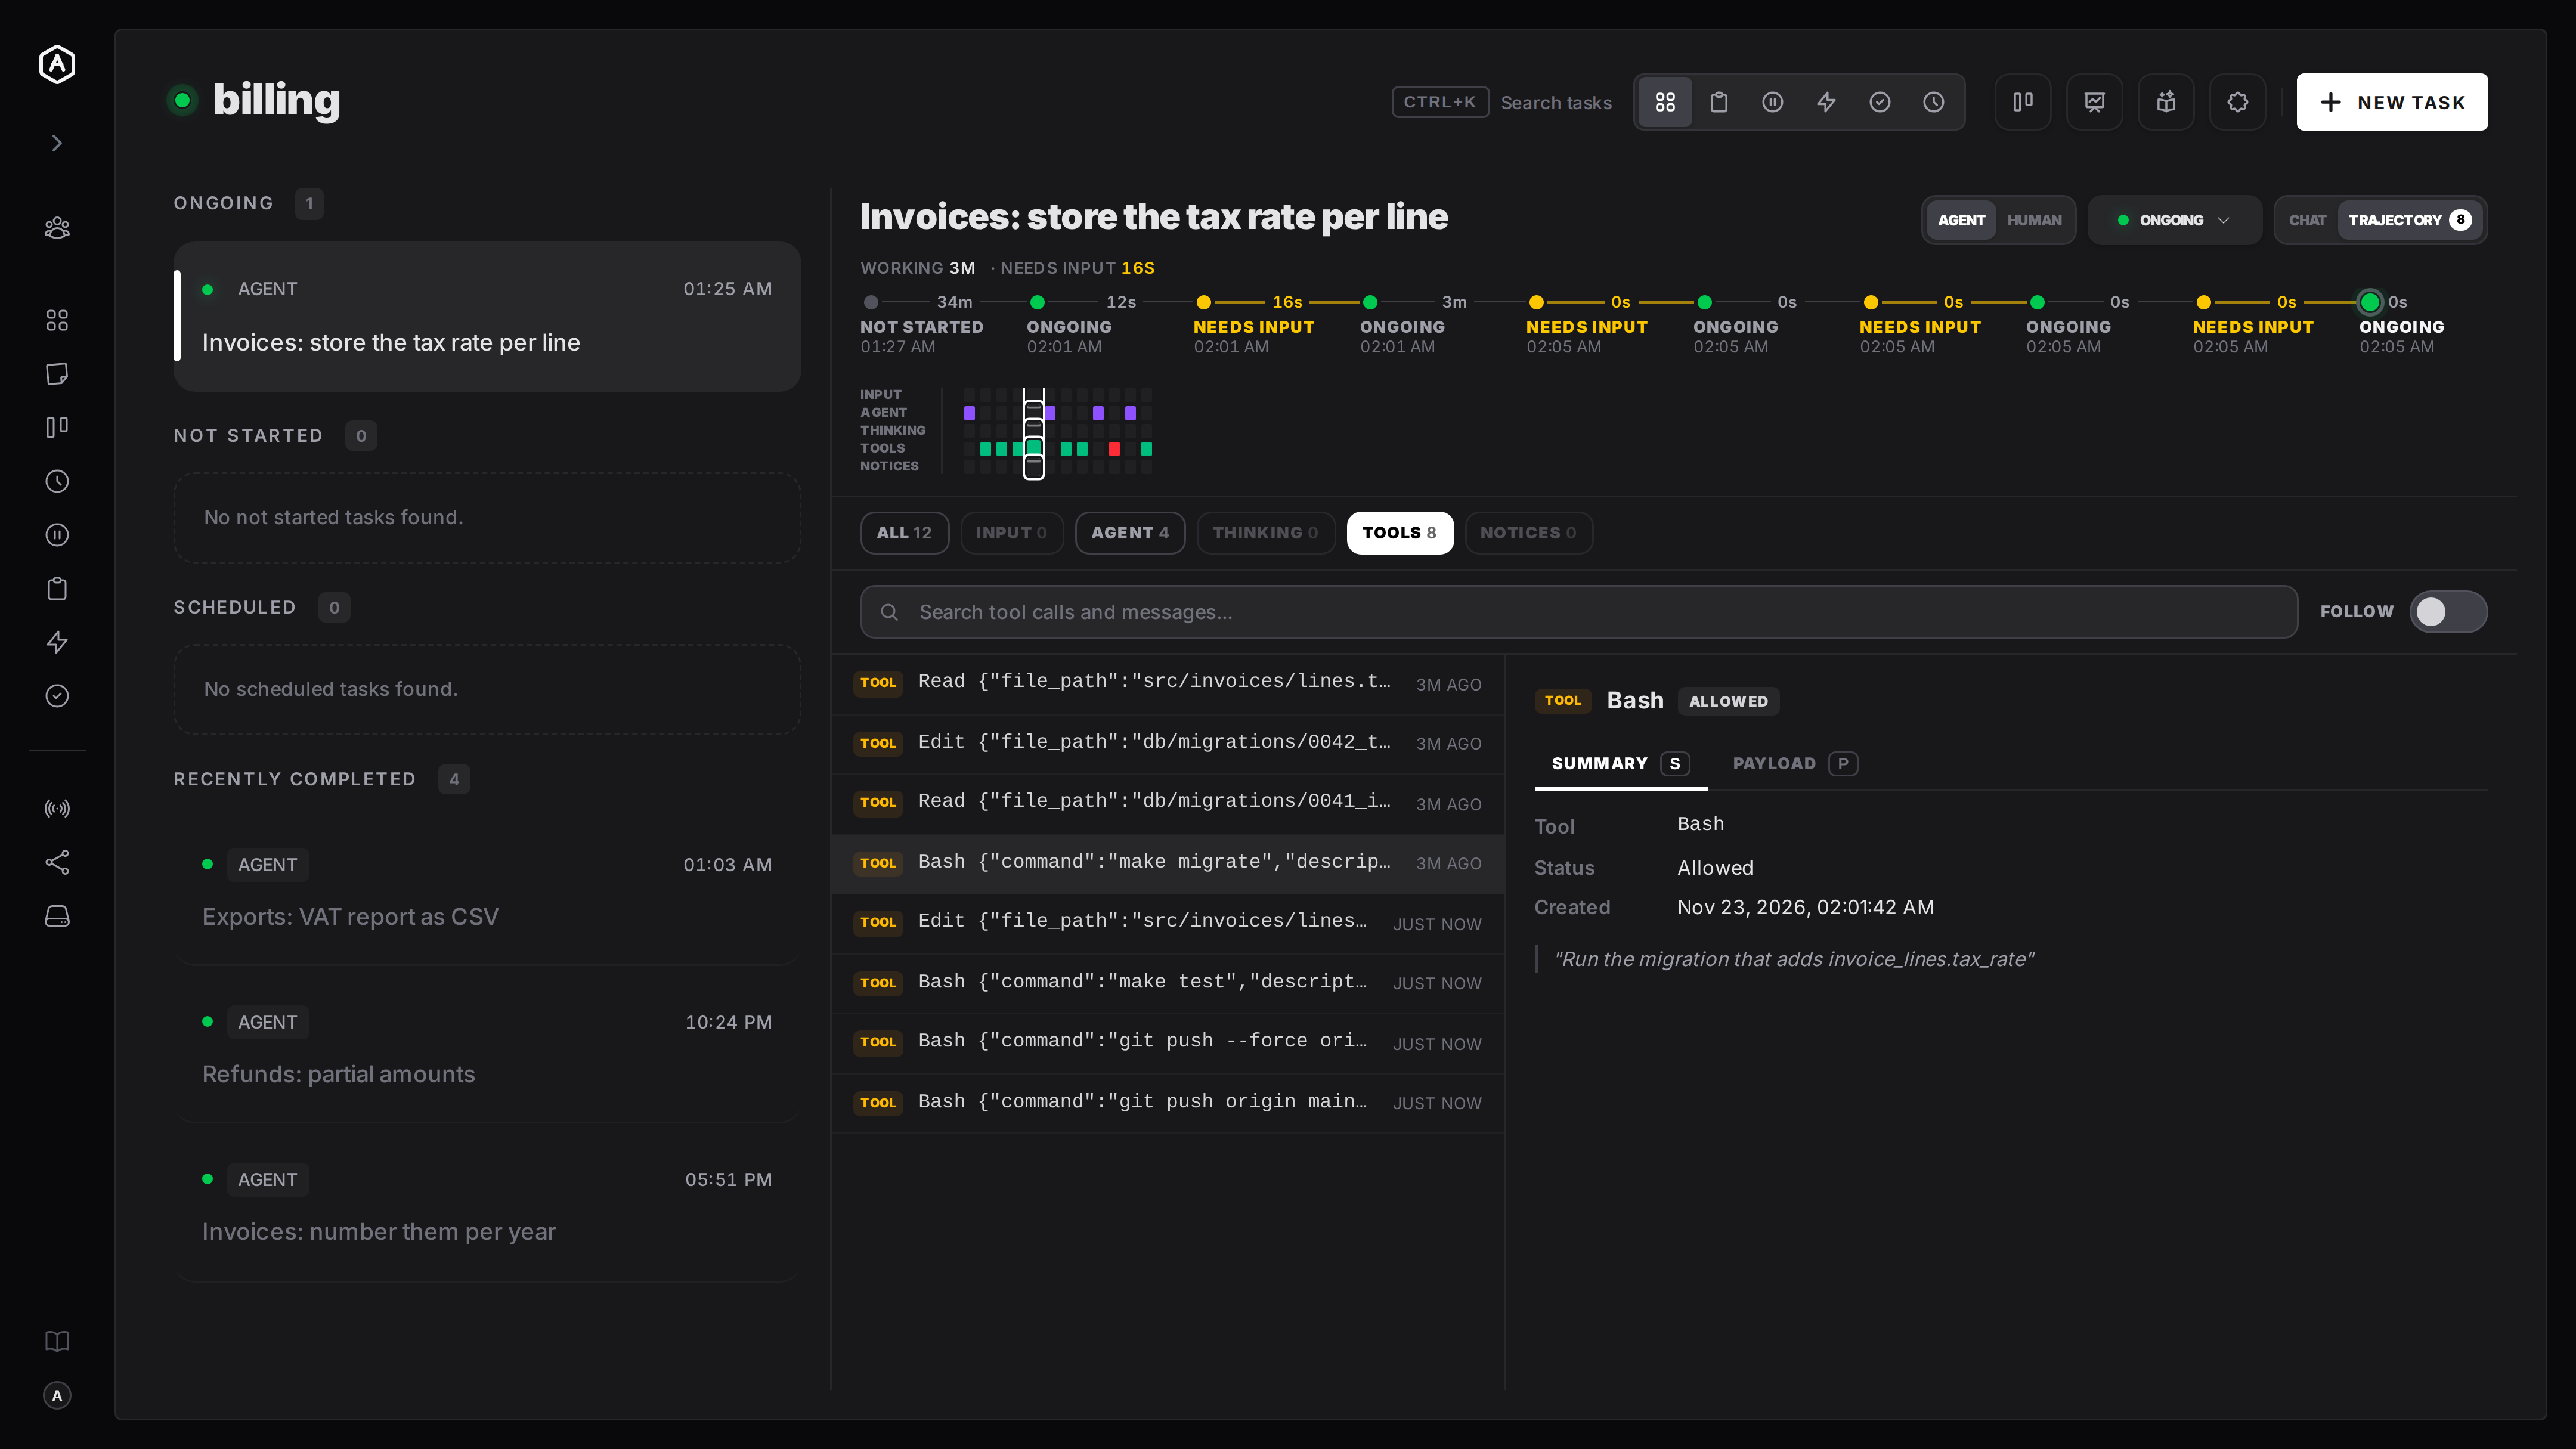 billing
CTRL+K Search tasks
NEW TASK
ONGOING 1
AGENT 01:25 AM
Invoices: store the tax rate per line
NOT STARTED 0
No not started tasks found.
SCHEDULED 0
No scheduled tasks found.
RECENTLY COMPLETED 4
AGENT 01:03 AM
Exports: VAT report as CSV
AGENT 10:24 PM
Refunds: partial amounts
AGENT 05:51 PM
Invoices: number them per year
A
Invoices: store the tax rate per line
AGENT HUMAN
ONGOING
CHAT TRAJECTORY 8
WORKING 3M · NEEDS INPUT 16S
34m 12s 16s 3m 0s 0s 0s 0s 0s 0s
NOT STARTED ONGOING NEEDS INPUT ONGOING NEEDS INPUT ONGOING NEEDS INPUT ONGOING NEEDS INPUT ONGOING
01:27 AM 02:01 AM 02:01 AM 02:01 AM 02:05 AM 02:05 AM 02:05 AM 02:05 AM 02:05 AM 02:05 AM
INPUT
AGENT
THINKING
TOOLS
NOTICES
ALL 12 INPUT 0 AGENT 4 THINKING 0 TOOLS 8 NOTICES 0
Search tool calls and messages...
FOLLOW
TOOL Read {"file_path":"src/invoices/lines.t… 3M AGO
TOOL Edit {"file_path":"db/migrations/0042_t… 3M AGO
TOOL Read {"file_path":"db/migrations/0041_i… 3M AGO
TOOL Bash {"command":"make migrate","descrip… 3M AGO
TOOL Edit {"file_path":"src/invoices/lines… JUST NOW
TOOL Bash {"command":"make test","descript… JUST NOW
TOOL Bash {"command":"git push --force ori… JUST NOW
TOOL Bash {"command":"git push origin main… JUST NOW
TOOL Bash ALLOWED
SUMMARY S PAYLOAD P
Tool Bash
Status Allowed
Created Nov 23, 2026, 02:01:42 AM
"Run the migration that adds invoice_lines.tax_rate"